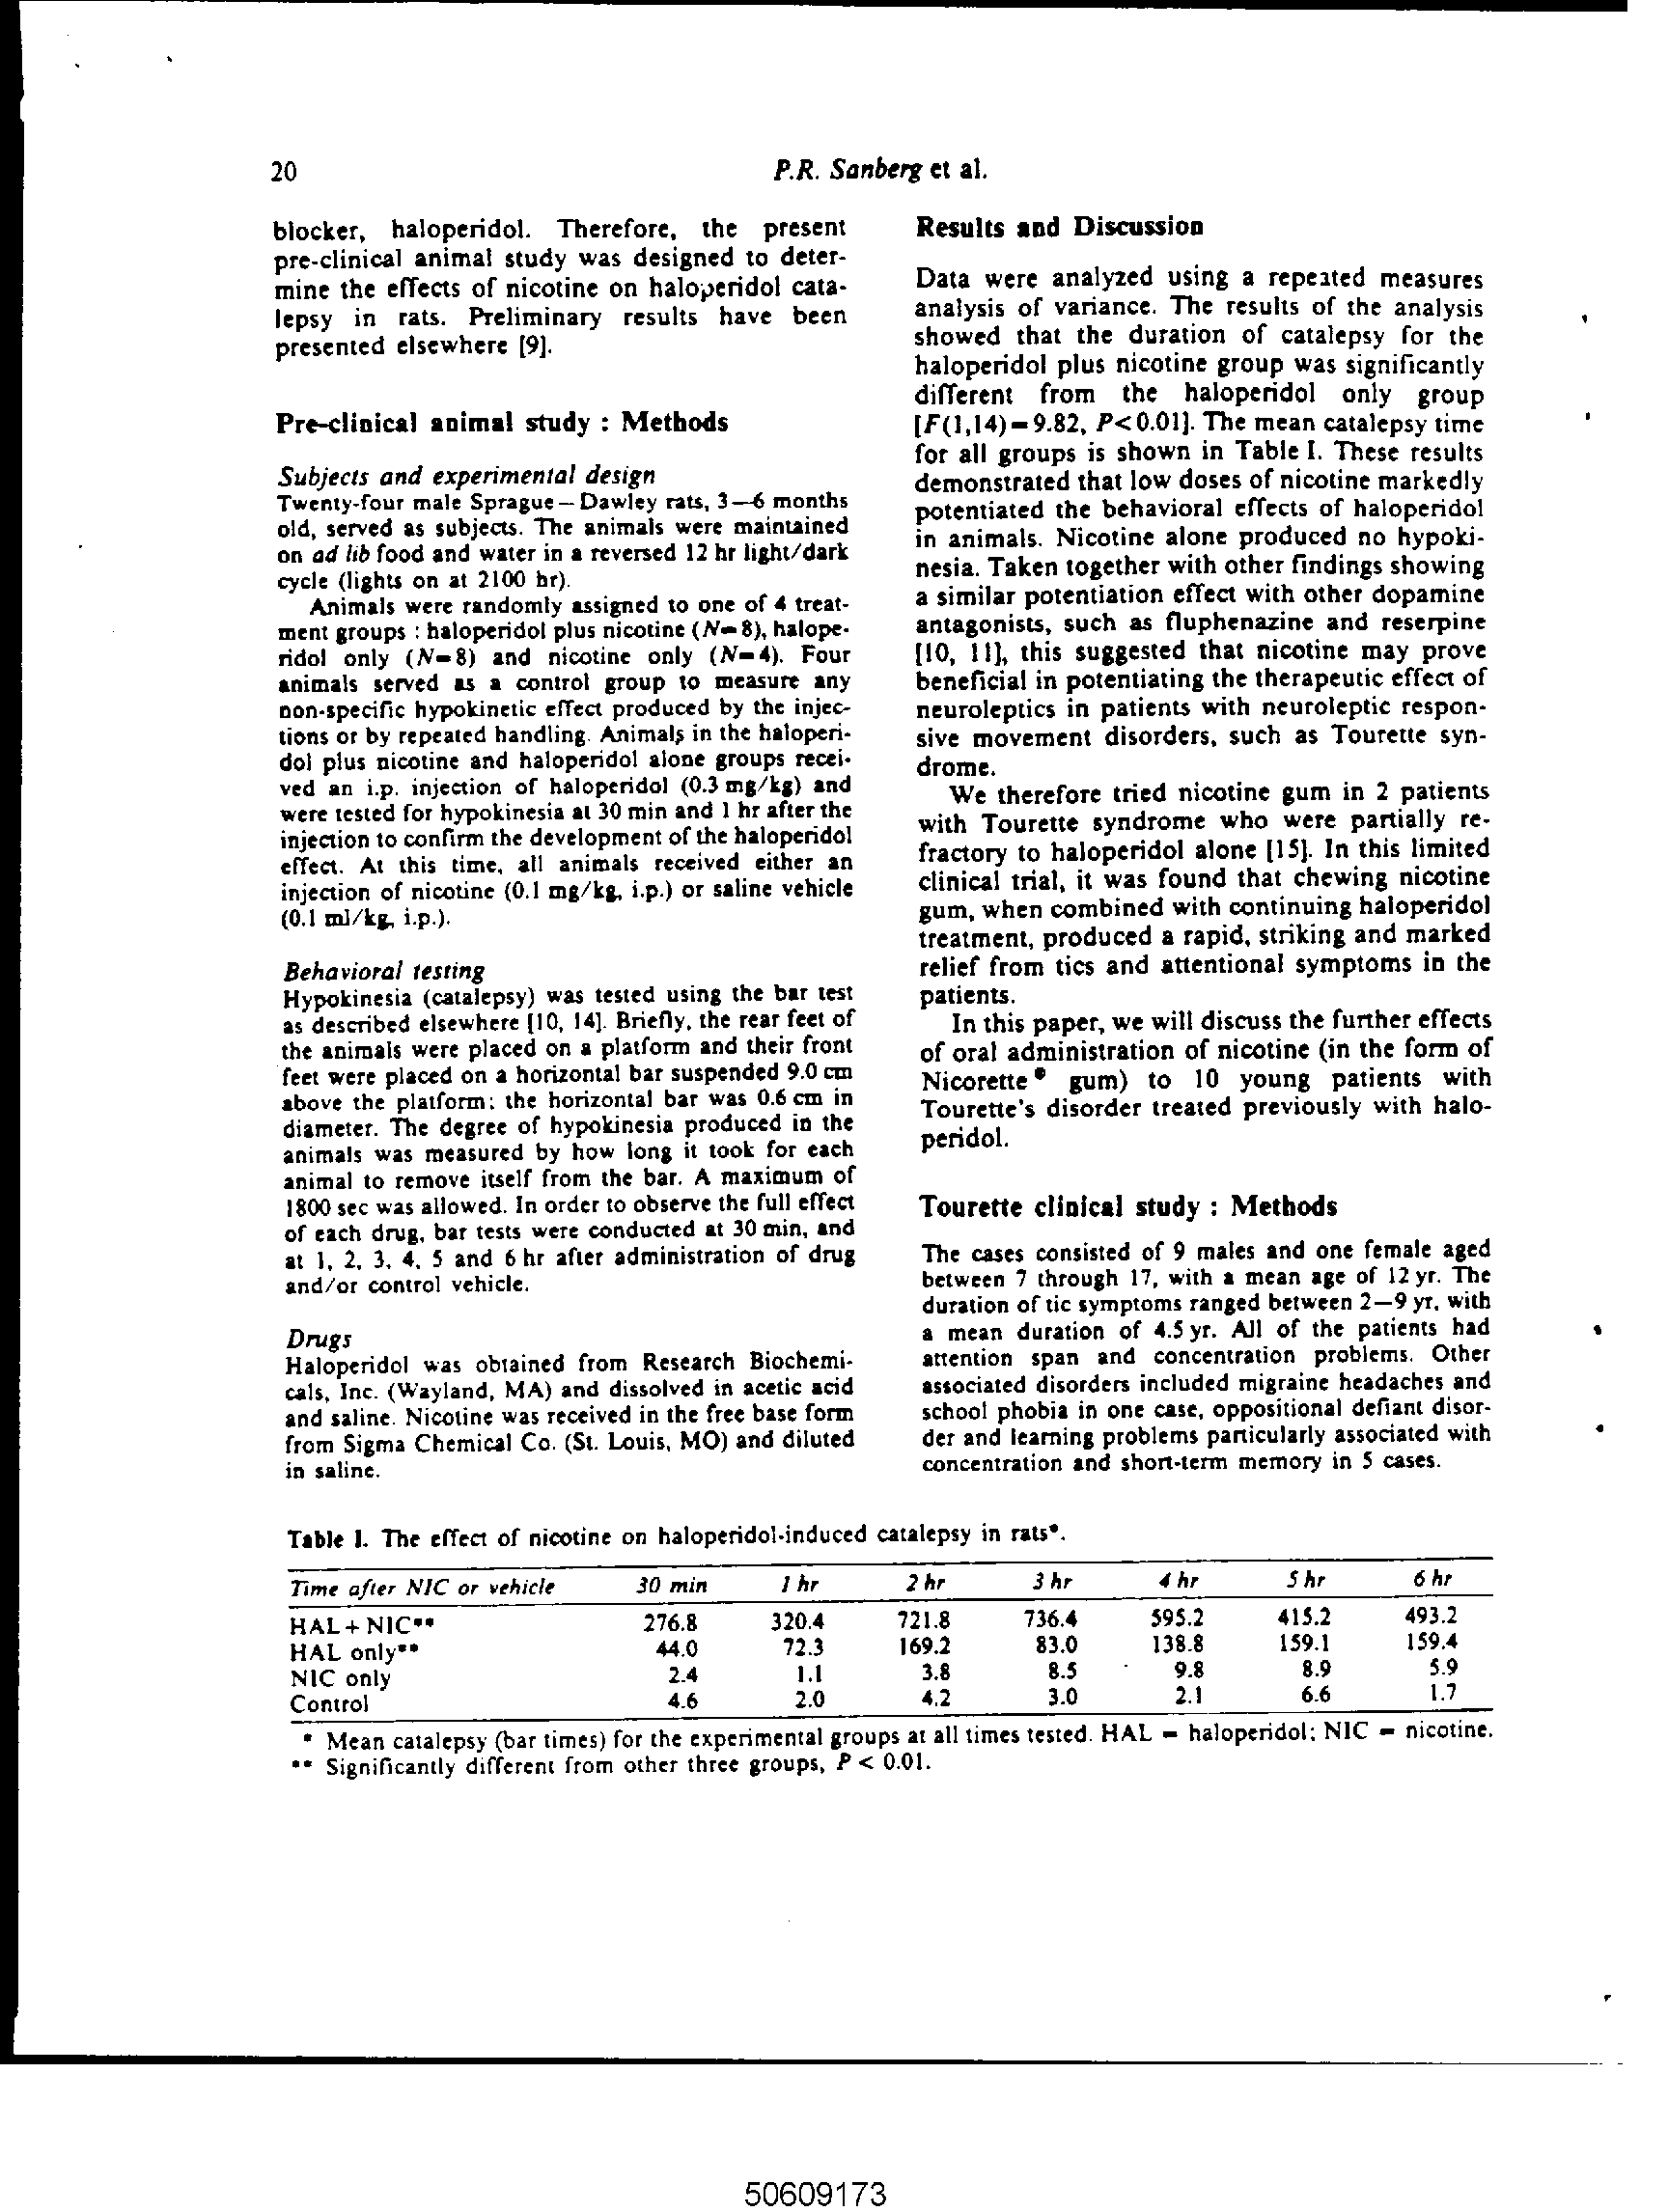 20
P.R. Sanberg et al.
blocker, haloperidol. Therefore, the present
pre-clinical animal study was designed to deter-
mine the effects of nicotine on haloperidol cata-
lepsy in rats. Preliminary results have been
presented elsewhere [9].
Pre-clinical animal study : Methods
Subjects and experimental design
Twenty-four male Sprague—Dawley rats, 3—6 months
old, served as subjects. The animals were maintained
on ad lib food and water in a reversed 12 hr light/dark
cycle (lights on at 2100 hr).
Animals were randomly assigned to one of 4 treat-
ment groups : haloperidol plus nicotine (N=8), halope-
ridol only (N=8) and nicotine only (N=4). Four
animals served as a control group to measure any
non-specific hypokinetic effect produced by the injec-
tions or by repeated handling. Animals in the haloperi-
dol plus nicotine and haloperidol alone groups recei-
ved an i.p. injection of haloperidol (0.3 mg/kg) and
were tested for hypokinesia at 30 min and 1 hr after the
injection to confirm the development of the haloperidol
effect. At this time, all animals received either an
injection of nicotine (0.1 mg/kg, i.p.) or saline vehicle
(0.1 ml/kg, i.p.).
Behavioral testing
Hypokinesia (catalepsy) was tested using the bar test
as described elsewhere [10, 14]. Briefly, the rear feet of
the animals were placed on a platform and their front
feet were placed on a horizontal bar suspended 9.0 cm
above the platform; the horizontal bar was 0.6 cm in
diameter. The degree of hypokinesia produced in the
animals was measured by how long it took for each
animal to remove itself from the bar. A maximum of
1800 sec was allowed. In order to observe the full effect
of each drug, bar tests were conducted at 30 min, and
at 1, 2, 3, 4, 5 and 6 hr after administration of drug
and/or control vehicle.
Drugs
Haloperidol was obtained from Research Biochemi-
cals, Inc. (Wayland, MA) and dissolved in acetic acid
and saline. Nicotine was received in the free base form
from Sigma Chemical Co. (St. Louis, MO) and diluted
in saline.
Results and Discussion
Data were analyzed using a repeated measures
analysis of variance. The results of the analysis
showed that the duration of catalepsy for the
haloperidol plus nicotine group was significantly
different from the haloperidol only group
[F(1,14)=9.82, P<0.01]. The mean catalepsy time
for all groups is shown in Table I. These results
demonstrated that low doses of nicotine markedly
potentiated the behavioral effects of haloperidol
in animals. Nicotine alone produced no hypoki-
nesia. Taken together with other findings showing
a similar potentiation effect with other dopamine
antagonists, such as fluphenazine and reserpine
[10, 11], this suggested that nicotine may prove
beneficial in potentiating the therapeutic effect of
neuroleptics in patients with neuroleptic respon-
sive movement disorders, such as Tourette syn-
drome.
We therefore tried nicotine gum in 2 patients
with Tourette syndrome who were partially re-
fractory to haloperidol alone [15]. In this limited
clinical trial, it was found that chewing nicotine
gum, when combined with continuing haloperidol
treatment, produced a rapid, striking and marked
relief from tics and attentional symptoms in the
patients.
In this paper, we will discuss the further effects
of oral administration of nicotine (in the form of
Nicorette® gum) to 10 young patients with
Tourette's disorder treated previously with halo-
peridol.
Tourette clinical study : Methods
The cases consisted of 9 males and one female aged
between 7 through 17, with a mean age of 12 yr. The
duration of tic symptoms ranged between 2—9 yr, with
a mean duration of 4.5 yr. All of the patients had
attention span and concentration problems. Other
associated disorders included migraine headaches and
school phobia in one case, oppositional defiant disor-
der and learning problems particularly associated with
concentration and short-term memory in 5 cases.
Table I. The effect of nicotine on haloperidol-induced catalepsy in rats*.
Time after NIC or vehicle 30 min 1 hr 2 hr 3 hr 4 hr 5 hr 6 hr
HAL+NIC** 276.8 320.4 721.8 736.4 595.2 415.2 493.2
HAL only** 44.0 72.3 169.2 83.0 138.8 159.1 159.4
NIC only 2.4 1.1 3.8 8.5 9.8 8.9 5.9
Control 4.6 2.0 4.2 3.0 2.1 6.6 1.7
* Mean catalepsy (bar times) for the experimental groups at all times tested. HAL = haloperidol; NIC = nicotine.
** Significantly different from other three groups, P < 0.01.
50609173